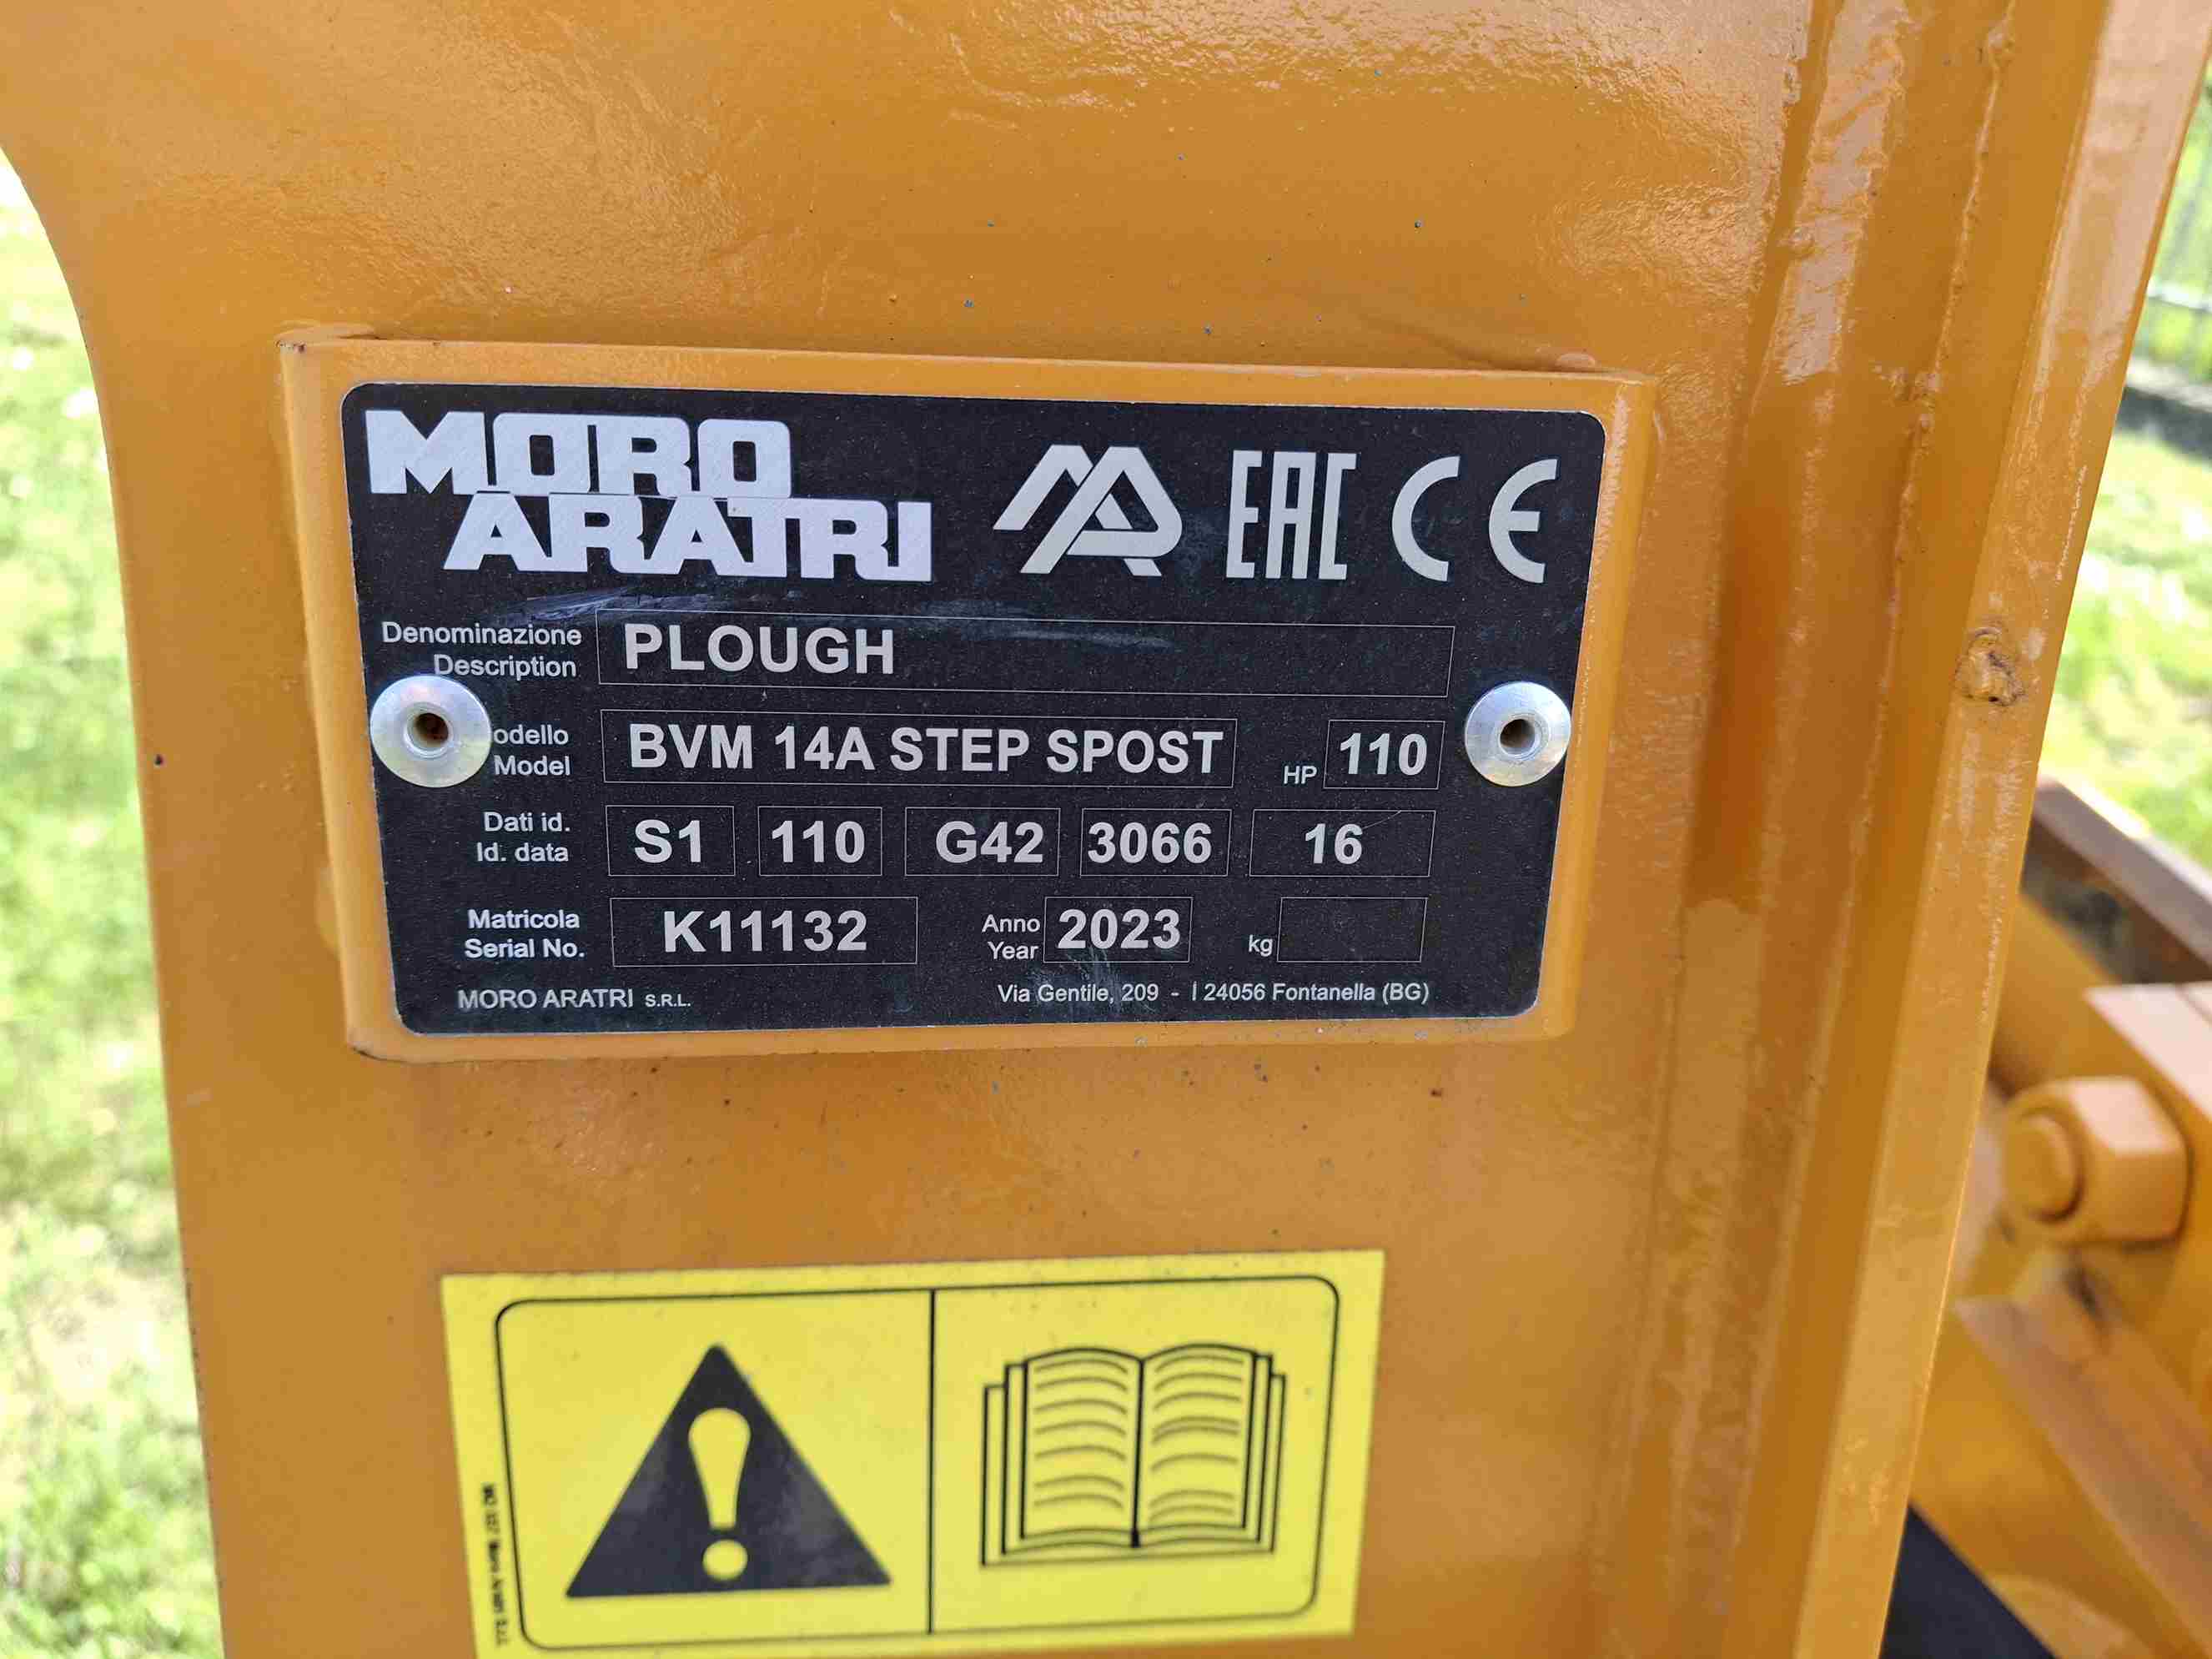 MORO
ARATRI
EAC CE
Denominazione
Description
PLOUGH
odello
Model
BVM 14A STEP SPOST
HP 110
Dati id.
Id. data
S1 110 G42 3066 16
Matricola
Serial No.
K11132
Anno
Year
2023
kg
MORO ARATRI S.R.L.
Via Gentile, 209 - I 24056 Fontanella (BG)